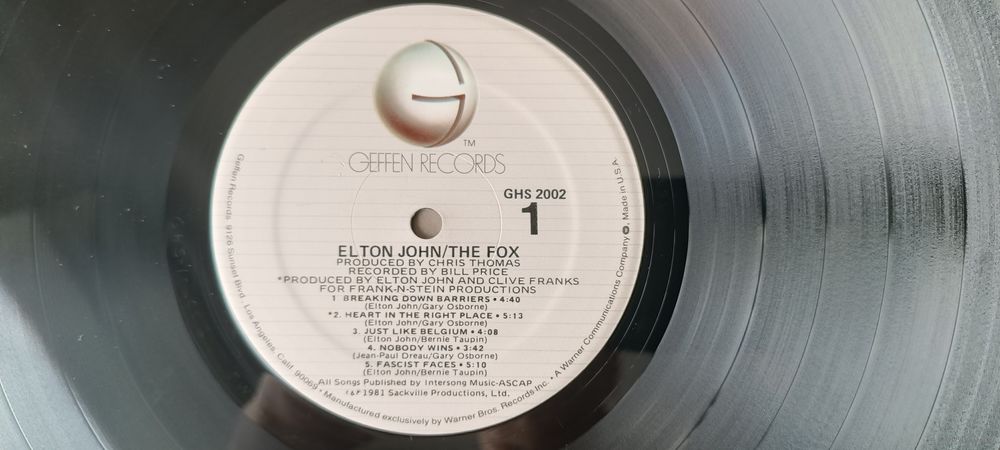 G
TM
GEFFEN RECORDS
GHS 2002
1
ELTON JOHN/THE FOX
PRODUCED BY CHRIS THOMAS
RECORDED BY BILL PRICE
*PRODUCED BY ELTON JOHN AND CLIVE FRANKS
FOR FRANK-N-STEIN PRODUCTIONS
1 BREAKING DOWN BARRIERS • 4:40
(Elton John/Gary Osborne)
*2. HEART IN THE RIGHT PLACE • 5:13
(Elton John/Gary Osborne)
3. JUST LIKE BELGIUM • 4:08
(Elton John/Bernie Taupin)
4. NOBODY WINS • 3:42
(Jean-Paul Dreau/Gary Osborne)
5. FASCIST FACES • 5:10
(Elton John/Bernie Taupin)
All Songs Published by Intersong Music-ASCAP
℗ 1981 Sackville Productions, Ltd.
Geffen Records, 9126 Sunset Blvd., Los Angeles, Calif. 90069 • Manufactured exclusively by Warner Bros. Records Inc. • A Warner Communications Company • Made in U.S.A.